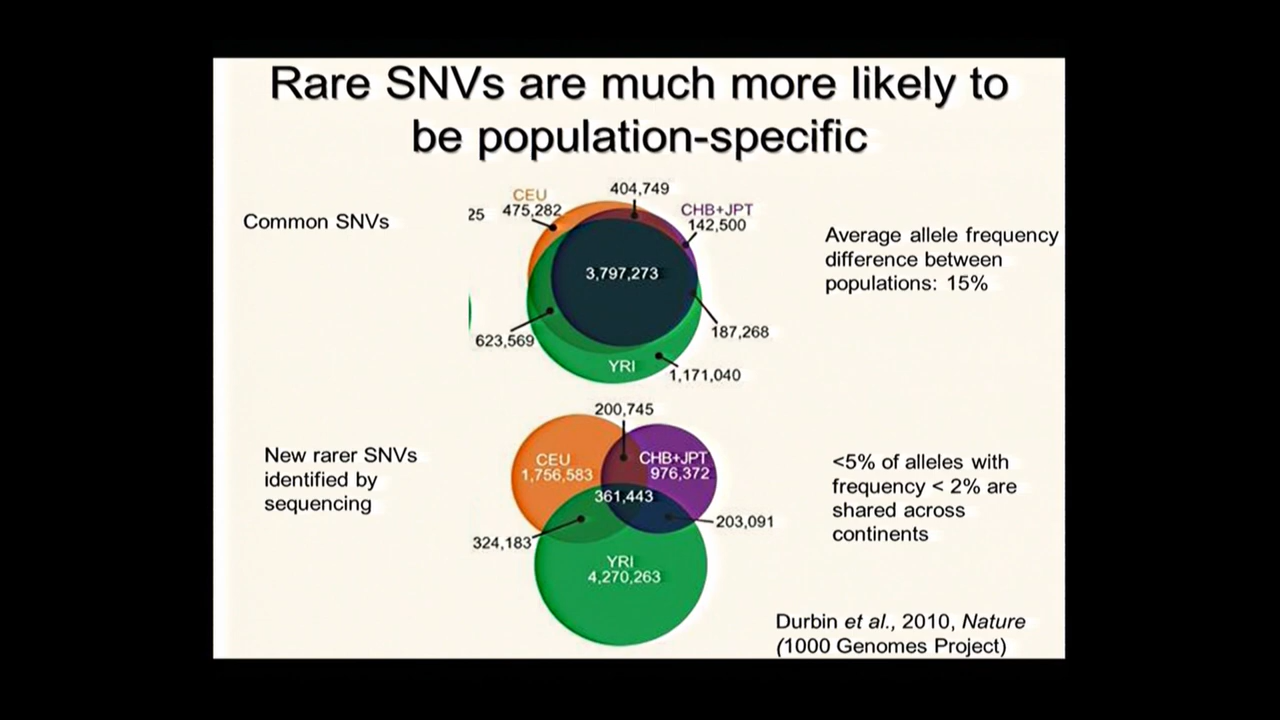 Rare SNVs are much more likely to
be population-specific
Common SNVs
25
CEU
475,282
404,749
CHB+JPT
142,500
3,797,273
623,569
187,268
YRI
1,171,040
Average allele frequency
difference between
populations: 15%
New rarer SNVs
identified by
sequencing
200,745
CEU
1,756,583
CHB+JPT
976,372
361,443
324,183
203,091
YRI
4,270,263
<5% of alleles with
frequency < 2% are
shared across
continents
Durbin et al., 2010, Nature
(1000 Genomes Project)